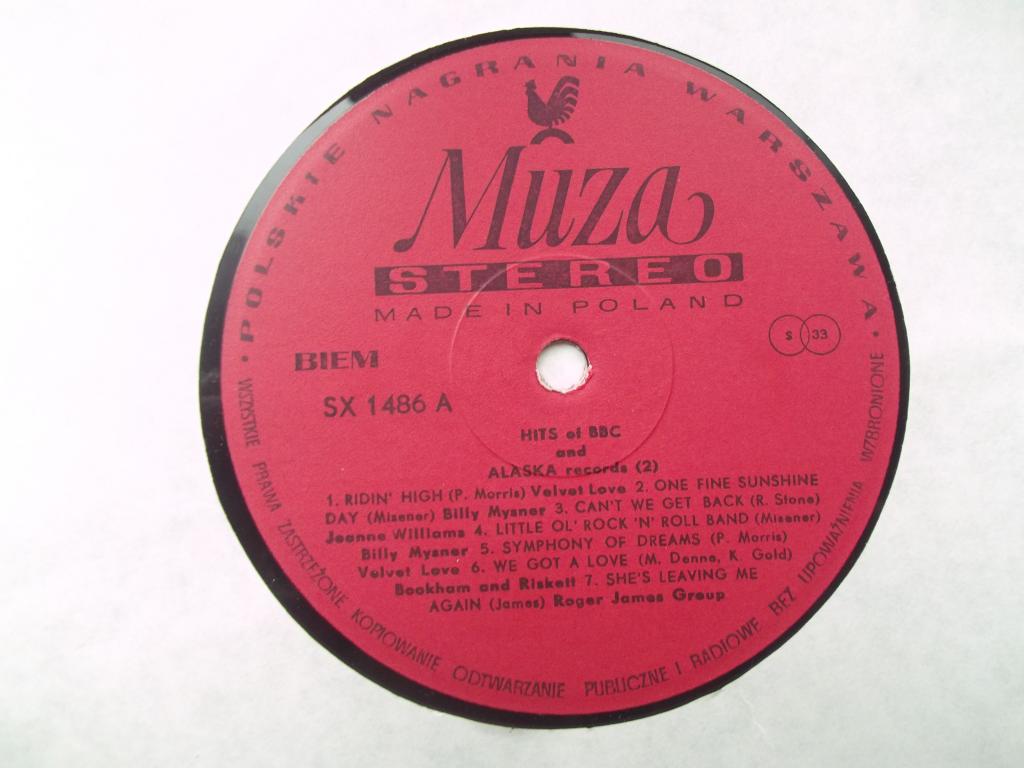 • POLSKIE NAGRANIA WARSZAWA •
Muza
STEREO
MADE IN POLAND
S 33
BIEM
SX 1486 A
HITS of BBC
and
ALASKA records (2)
1. RIDIN' HIGH (P. Morris) Velvet Love 2. ONE FINE SUNSHINE
DAY (Misener) Billy Mysner 3. CAN'T WE GET BACK (R. Stone)
Jeanne Williams 4. LITTLE OL' ROCK 'N' ROLL BAND (Misener)
Billy Mysner 5. SYMPHONY OF DREAMS (P. Morris)
Velvet Love 6. WE GOT A LOVE (M. Denne, K. Gold)
Bookham and Riskett 7. SHE'S LEAVING ME
AGAIN (James) Roger James Group
WSZYSTKIE PRAWA ZASTRZEŻONE KOPIOWANIE ODTWARZANIE PUBLICZNE I RADIOWE BEZ UPOWAŻNIENIA WZBRONIONE